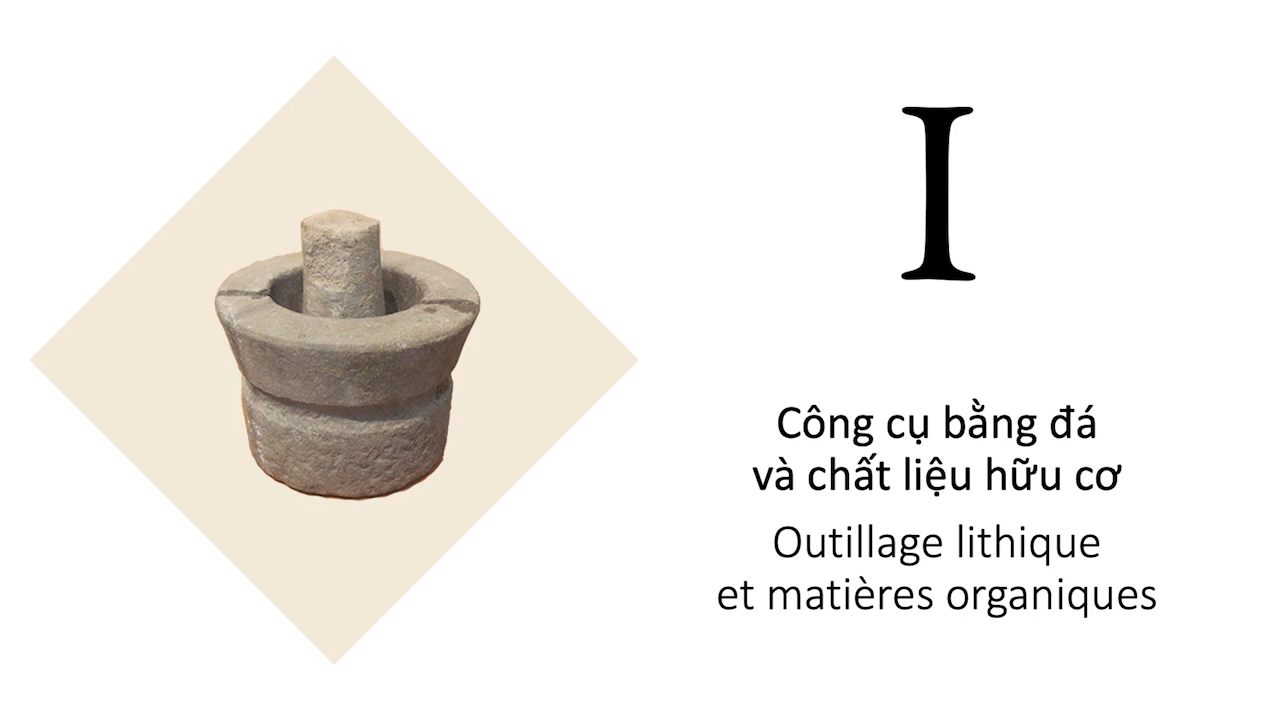 I
Công cụ bằng đá
và chất liệu hữu cơ
Outillage lithique
et matières organiques